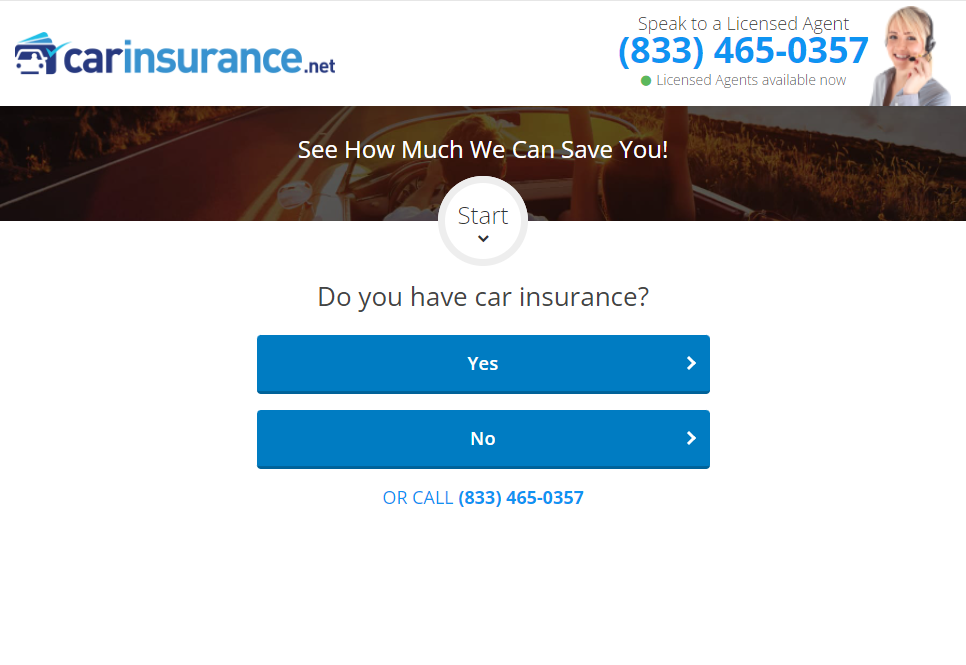 carinsurance.net
Speak to a Licensed Agent
(833) 465-0357
Licensed Agents available now
See How Much We Can Save You!
Start
Do you have car insurance?
Yes
No
OR CALL (833) 465-0357